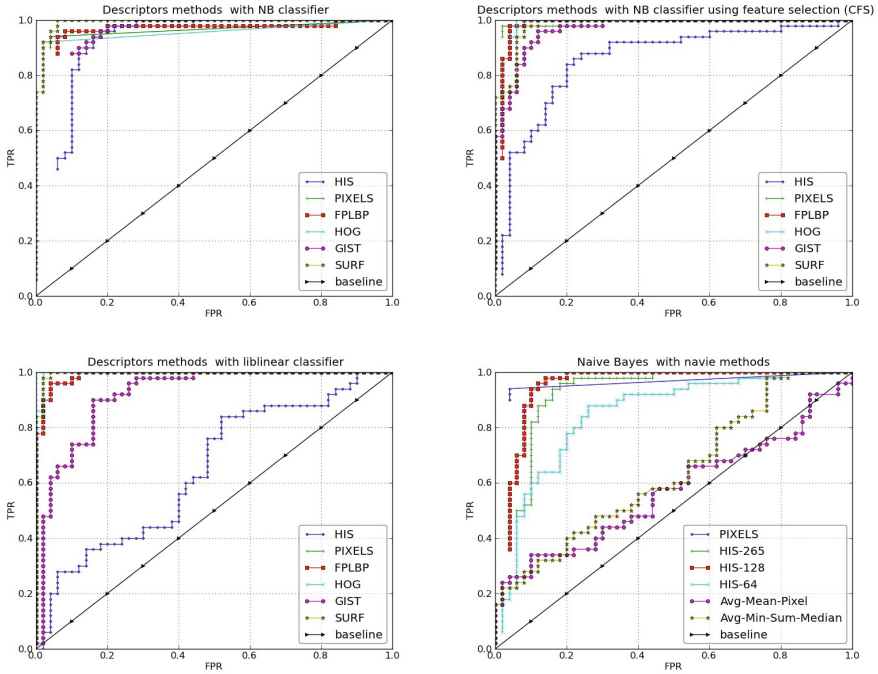 Descriptors methods with NB classifier
TPR
1.0
0.8
0.6
0.4
0.2
0.0
HIS
PIXELS
FPLBP
HOG
GIST
SURF
baseline
0.0 0.2 0.4 0.6 0.8 1.0
FPR
Descriptors methods with NB classifier using feature selection (CFS)
TPR
1.0
0.8
0.6
0.4
0.2
0.0
HIS
PIXELS
FPLBP
HOG
GIST
SURF
baseline
0.0 0.2 0.4 0.6 0.8 1.0
FPR
Descriptors methods with liblinear classifier
TPR
1.0
0.8
0.6
0.4
0.2
0.0
HIS
PIXELS
FPLBP
HOG
GIST
SURF
baseline
0.0 0.2 0.4 0.6 0.8 1.0
FPR
Naive Bayes with navie methods
TPR
1.0
0.8
0.6
0.4
0.2
0.0
PIXELS
HIS-265
HIS-128
HIS-64
Avg-Mean-Pixel
Avg-Min-Sum-Median
baseline
0.0 0.2 0.4 0.6 0.8 1.0
FPR